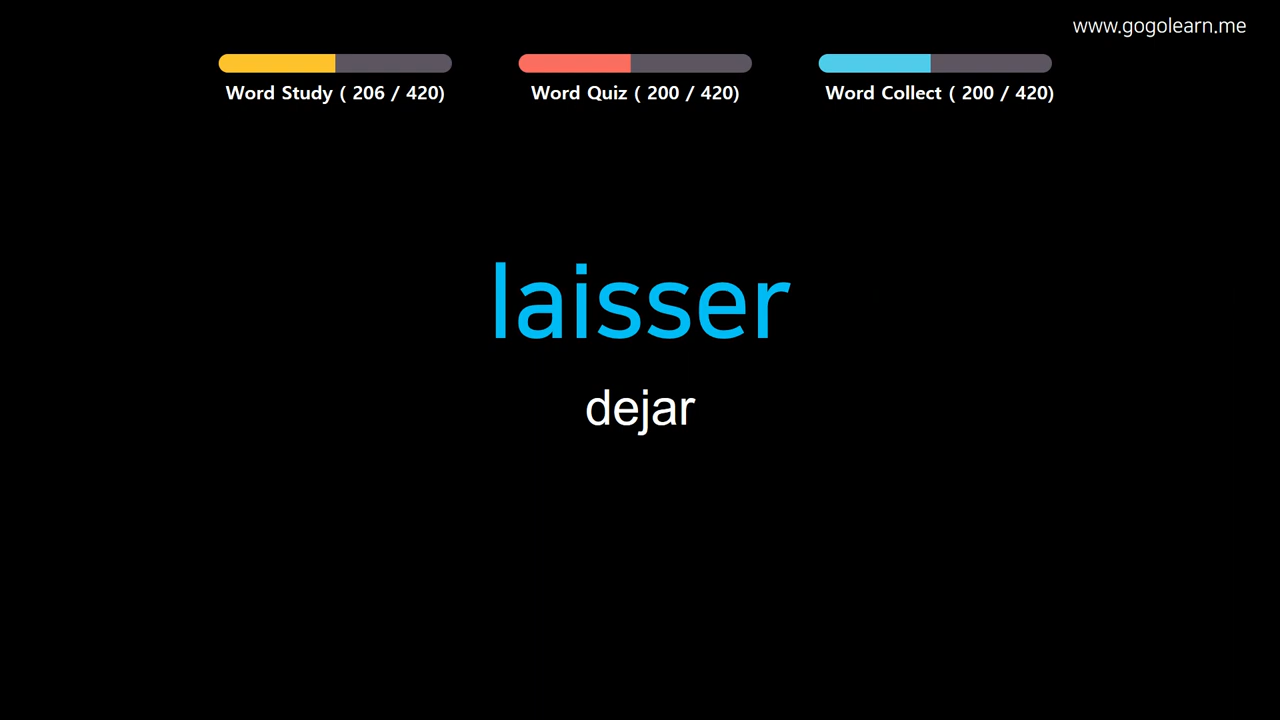 www.gogolearn.me
Word Study ( 206 / 420)
Word Quiz ( 200 / 420)
Word Collect ( 200 / 420)
laisser
dejar